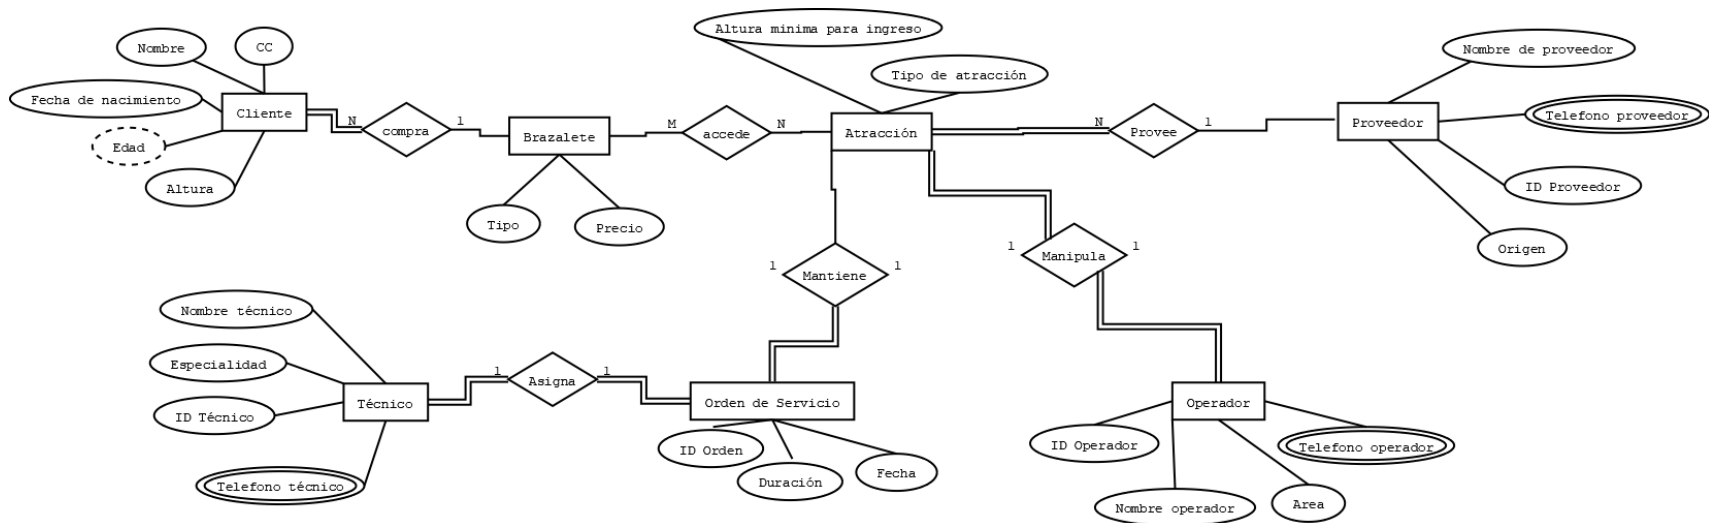 Altura minima para ingreso
Nombre
CC
Tipo de atracción
Nombre de proveedor
Fecha de nacimiento
Cliente
N
compra
1
Brazalete
M
accede
N
Atracción
N
Provee
1
Proveedor
Telefono proveedor
Edad
Altura
Tipo
Precio
ID Proveedor
Origen
1
Mantiene
1
1
Manipula
1
Nombre técnico
Especialidad
ID Técnico
Técnico
1
Asigna
1
Orden de Servicio
Operador
ID Orden
Duración
Fecha
ID Operador
Telefono operador
Telefono técnico
Nombre operador
Area